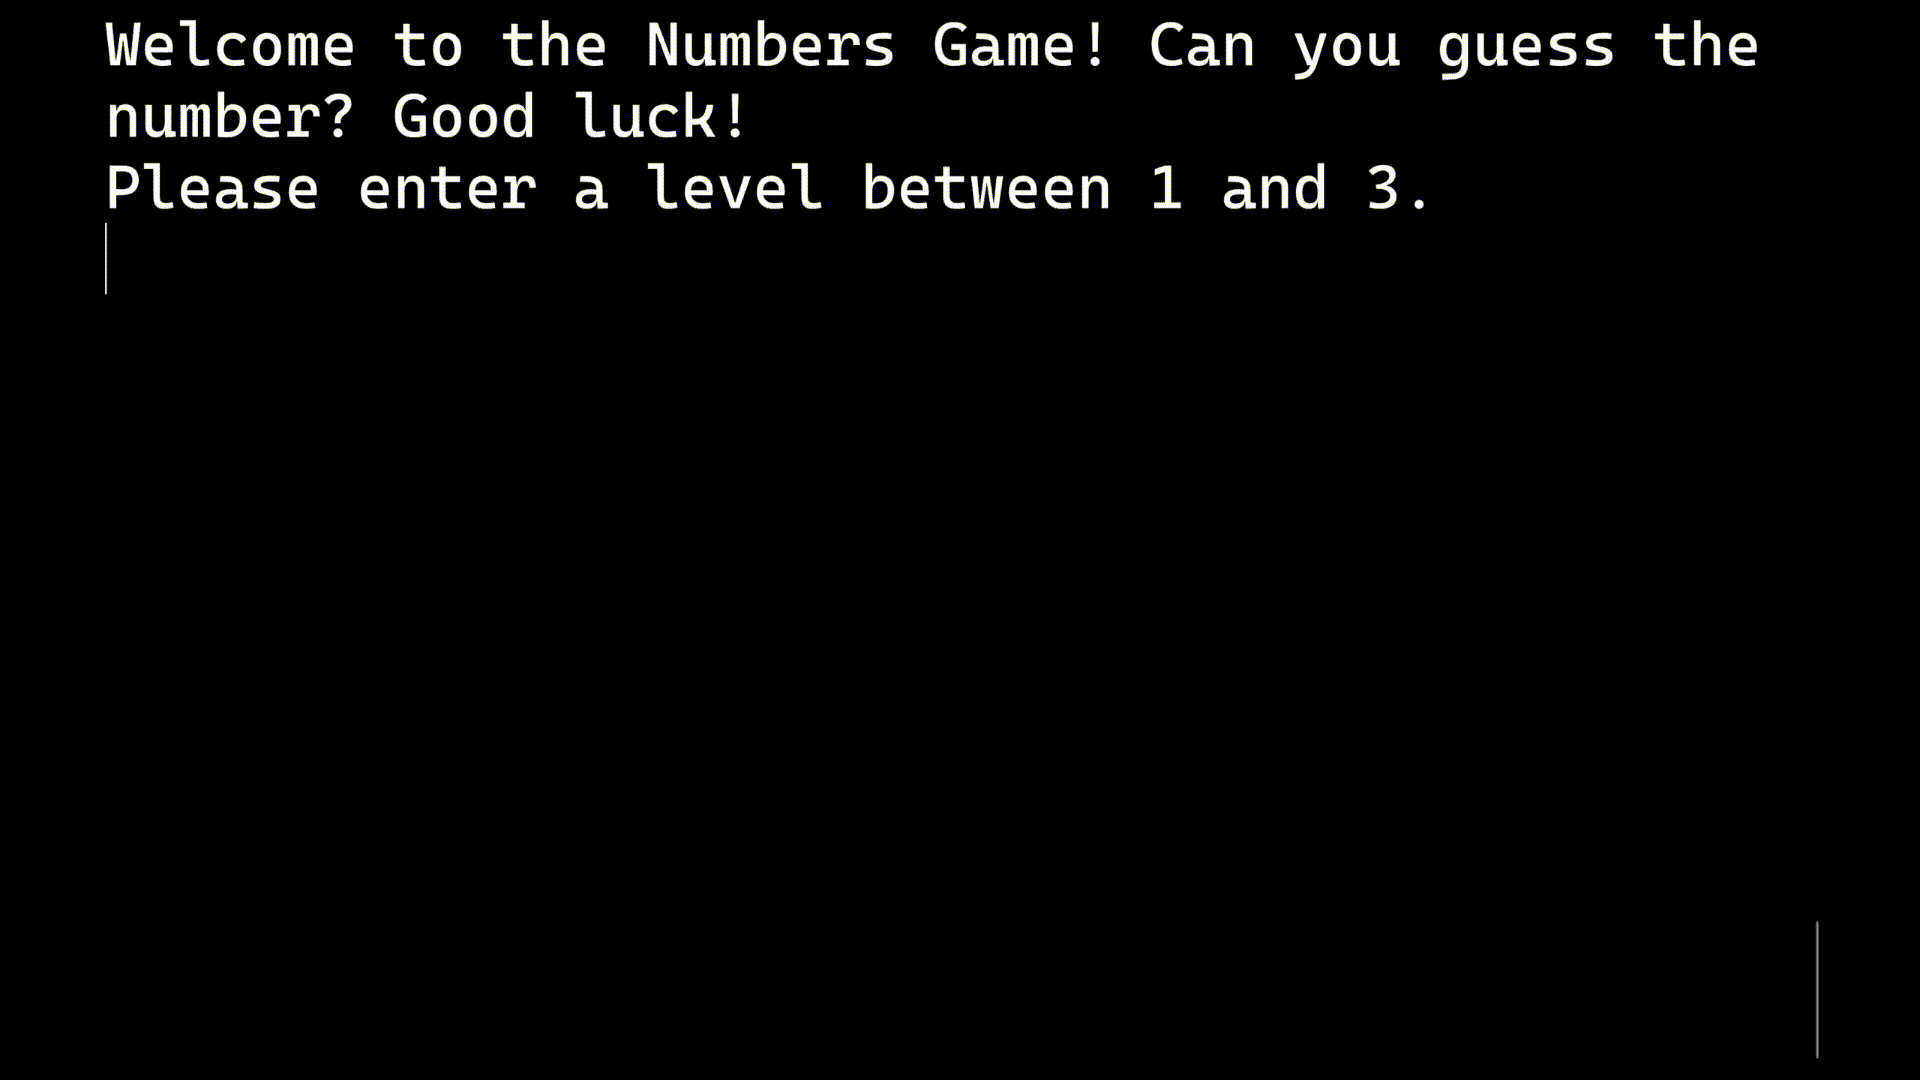 Welcome to the Numbers Game! Can you guess the
number? Good luck!
Please enter a level between 1 and 3.